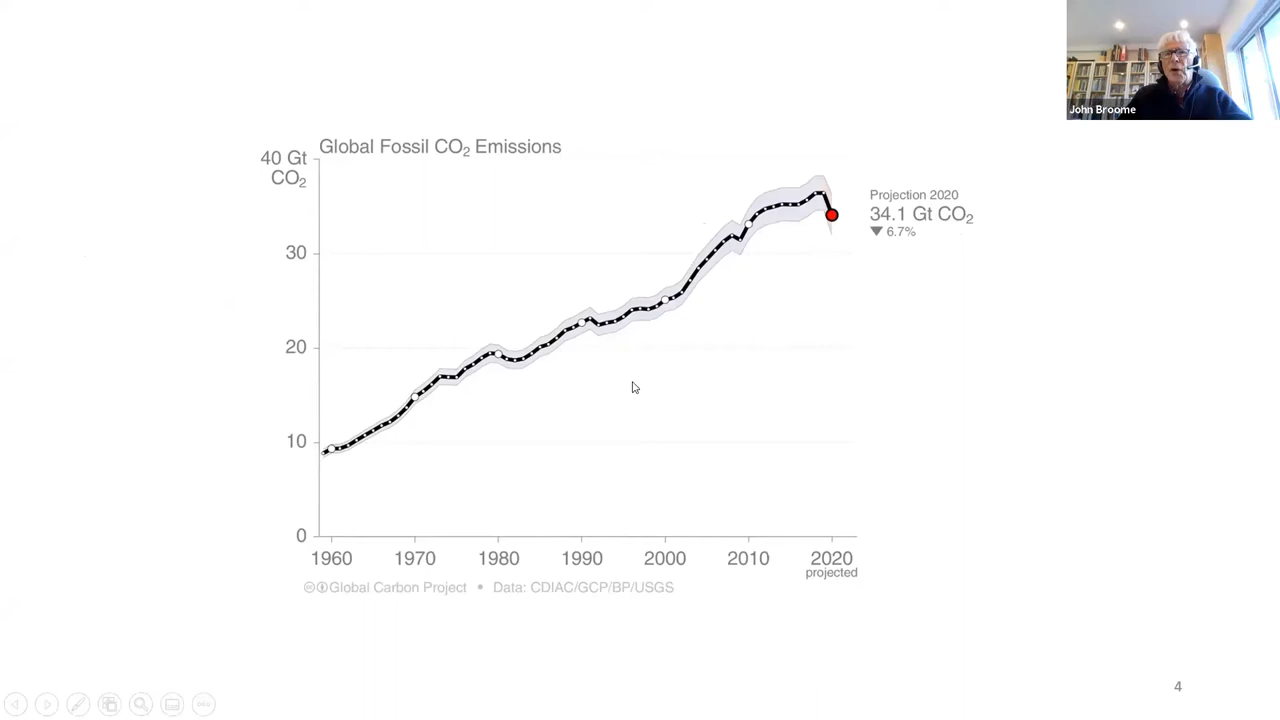 John Broome
Global Fossil CO₂ Emissions
40 Gt
CO₂
30
20
10
0
1960 1970 1980 1990 2000 2010 2020
projected
Projection 2020
34.1 Gt CO₂
▼ 6.7%
Global Carbon Project • Data: CDIAC/GCP/BP/USGS
4